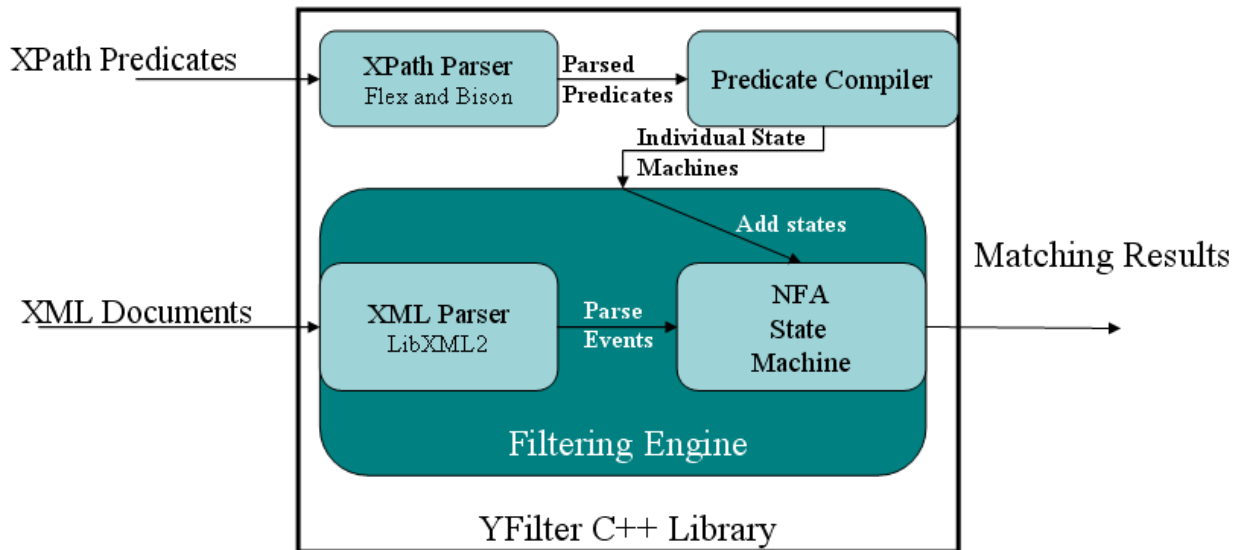 XPath Predicates
XPath Parser
Flex and Bison
Parsed
Predicates
Predicate Compiler
Individual State
Machines
Add states
XML Documents
XML Parser
LibXML2
Parse
Events
NFA
State
Machine
Matching Results
Filtering Engine
YFilter C++ Library